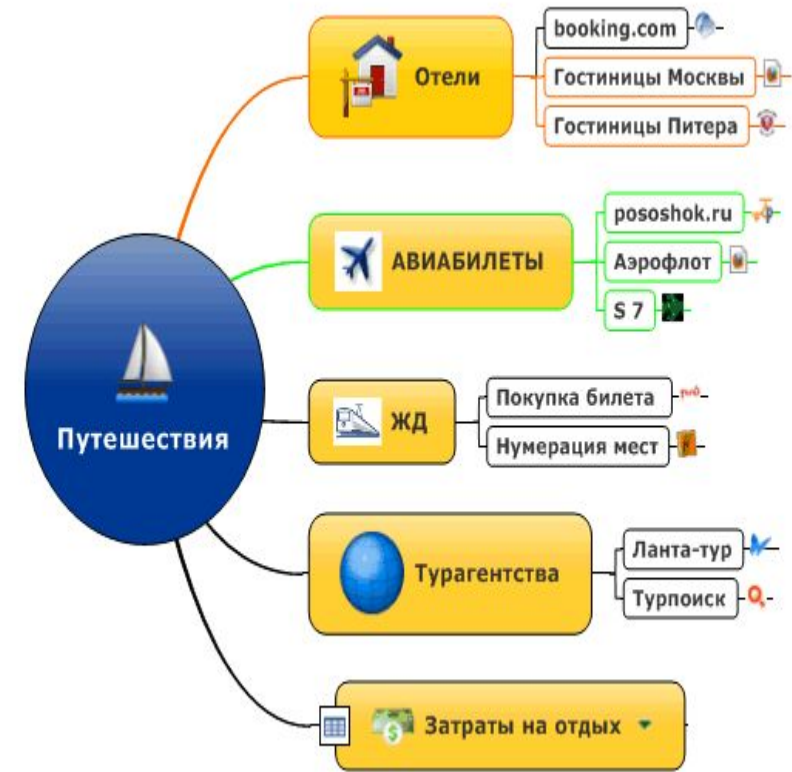 Путешествия
Отели
booking.com
Гостиницы Москвы
Гостиницы Питера
АВИАБИЛЕТЫ
pososhok.ru
Аэрофлот
S 7
ЖД
Покупка билета
Нумерация мест
Турагентства
Ланта-тур
Турпоиск
Затраты на отдых